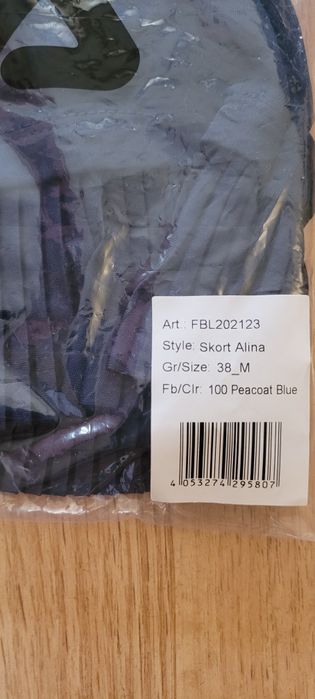 Art.: FBL202123
Style: Skort Alina
Gr/Size: 38_M
Fb/Clr: 100 Peacoat Blue
4 053274 295807